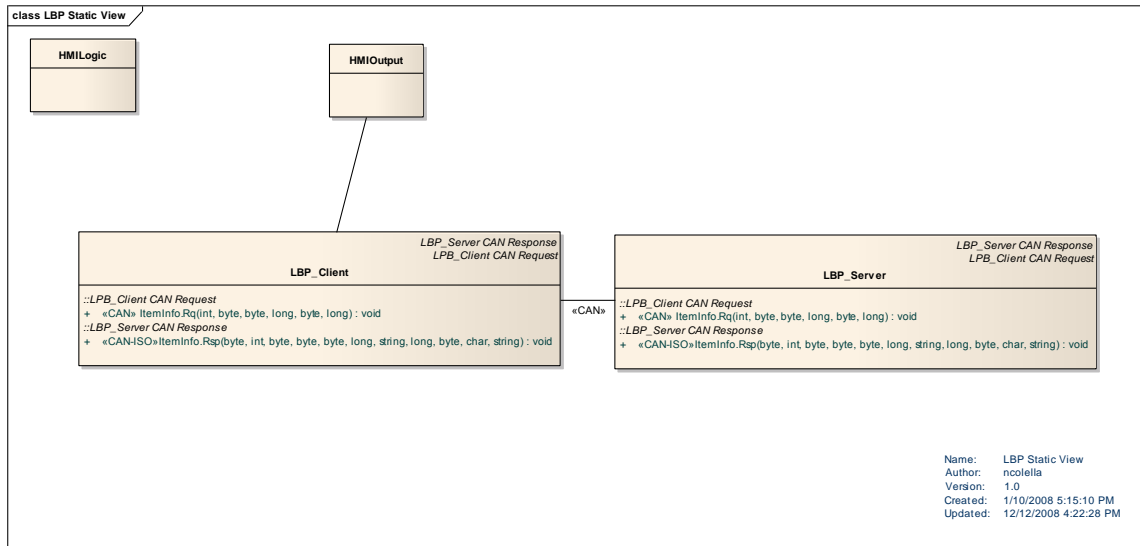 class LBP Static View
HMILogic
HMIOutput
LBP_Server CAN Response
LPB_Client CAN Request
LBP_Client
::LPB_Client CAN Request
+ «CAN» ItemInfo.Rq(int, byte, byte, long, byte, long) : void
::LBP_Server CAN Response
+ «CAN-ISO»ItemInfo.Rsp(byte, int, byte, byte, byte, long, string, long, byte, char, string) : void
«CAN»
LBP_Server CAN Response
LPB_Client CAN Request
LBP_Server
::LPB_Client CAN Request
+ «CAN» ItemInfo.Rq(int, byte, byte, long, byte, long) : void
::LBP_Server CAN Response
+ «CAN-ISO»ItemInfo.Rsp(byte, int, byte, byte, byte, long, string, long, byte, char, string) : void
Name: LBP Static View
Author: ncolella
Version: 1.0
Created: 1/10/2008 5:15:10 PM
Updated: 12/12/2008 4:22:28 PM